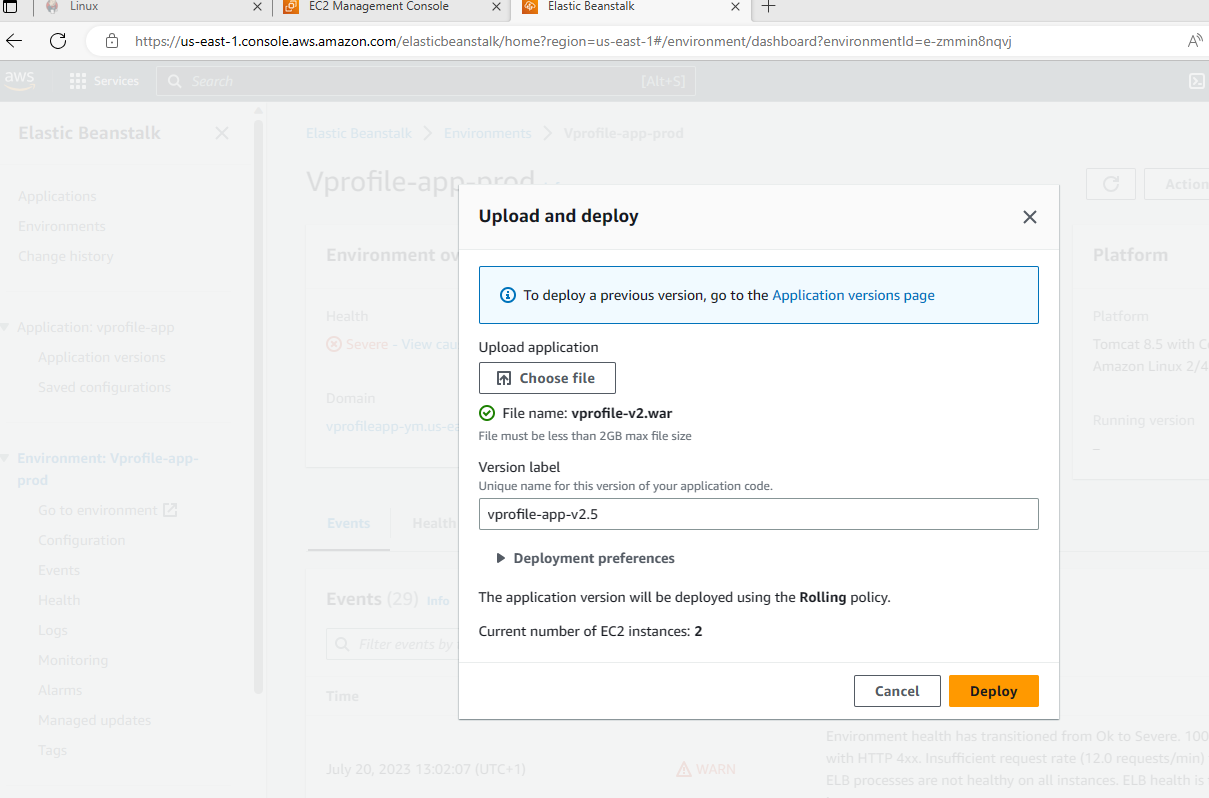 Linux
EC2 Management Console
Elastic Beanstalk
https://us-east-1.console.aws.amazon.com/elasticbeanstalk/home?region=us-east-1#/environment/dashboard?environmentId=e-zmmin8nqvj
aws
Services
Search
[Alt+S]
Elastic Beanstalk
Applications
Environments
Change history
Application: vprofile-app
Application versions
Saved configurations
Environment: Vprofile-app-
prod
Go to environment
Configuration
Events
Health
Logs
Monitoring
Alarms
Managed updates
Tags
Elastic Beanstalk
Environments
Vprofile-app-prod
Vprofile-app-prod
Action
Environment ov
Health
Severe - View cau
Domain
vprofileapp-ym.us-ea
Platform
Platform
Tomcat 8.5 with C
Amazon Linux 2/4
Running version
–
Upload and deploy
To deploy a previous version, go to the Application versions page
Upload application
Choose file
File name: vprofile-v2.war
File must be less than 2GB max file size
Version label
Unique name for this version of your application code.
vprofile-app-v2.5
Deployment preferences
The application version will be deployed using the Rolling policy.
Current number of EC2 instances: 2
Cancel
Deploy
Events
Health
Events (29) Info
Filter events by
Time
July 20, 2023 13:02:07 (UTC+1)
WARN
Environment health has transitioned from Ok to Severe. 100
with HTTP 4xx. Insufficient request rate (12.0 requests/min)
ELB processes are not healthy on all instances. ELB health is